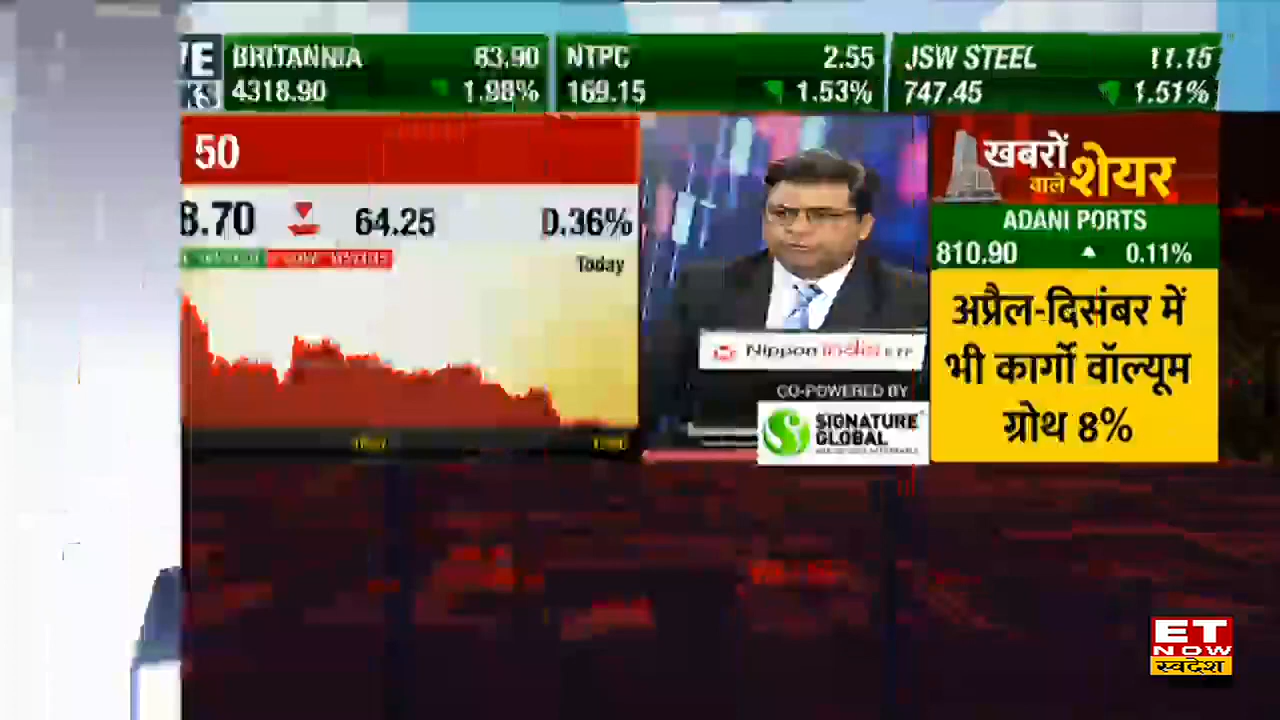 BRITANNIA 83.90
4318.90 1.98%
NTPC 2.55
169.15 1.53%
JSW STEEL 11.15
747.45 1.51%
50
8.70 64.25 0.36%
Today
Nippon India ETF
CO-POWERED BY
SIGNATURE
GLOBAL
खबरों
वाले शेयर
ADANI PORTS
810.90 0.11%
अप्रैल-दिसंबर में
भी कार्गो वॉल्यूम
ग्रोथ 8%
ET
NOW
स्वदेश